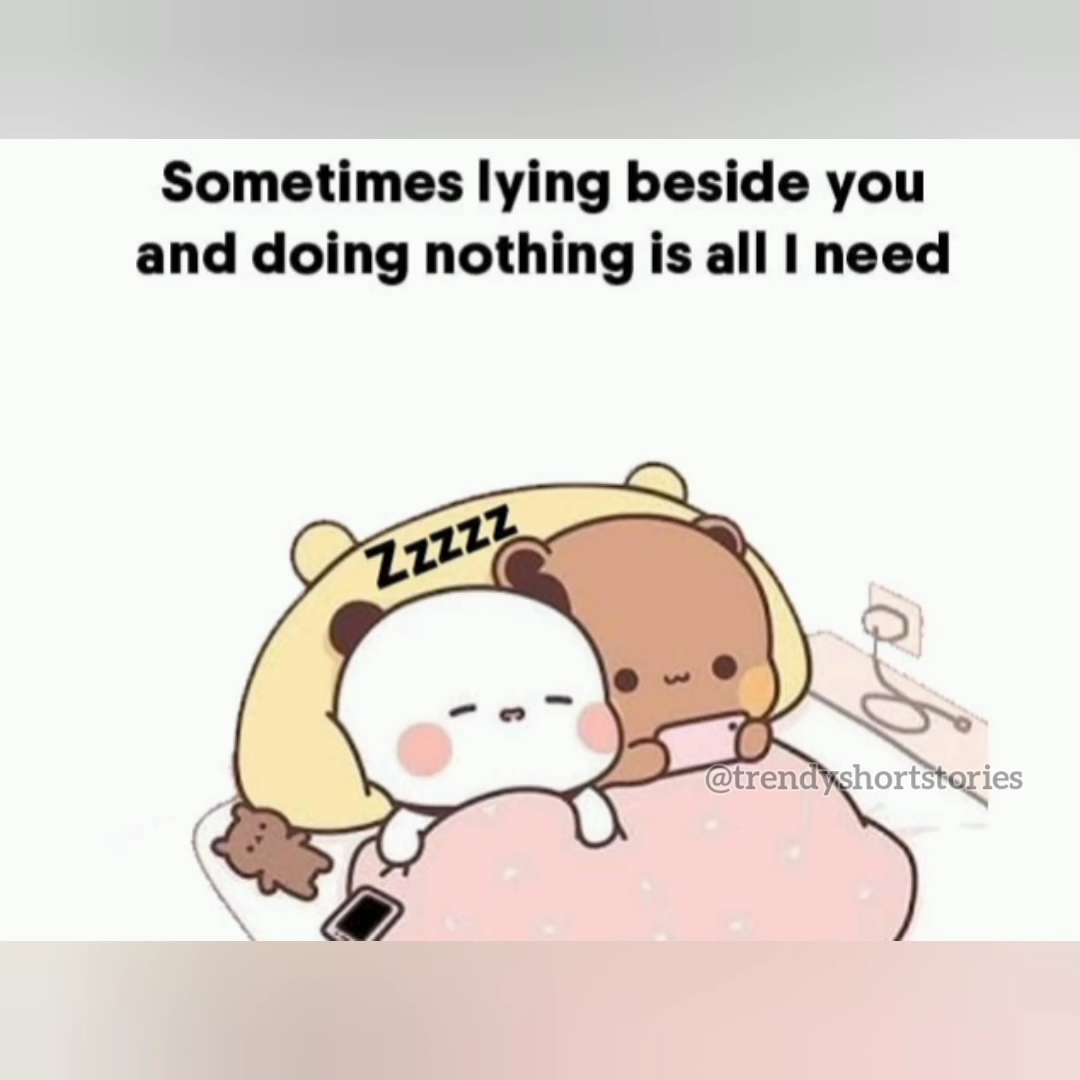 Sometimes lying beside you
and doing nothing is all I need
Zzzzz
@trendyshortstories